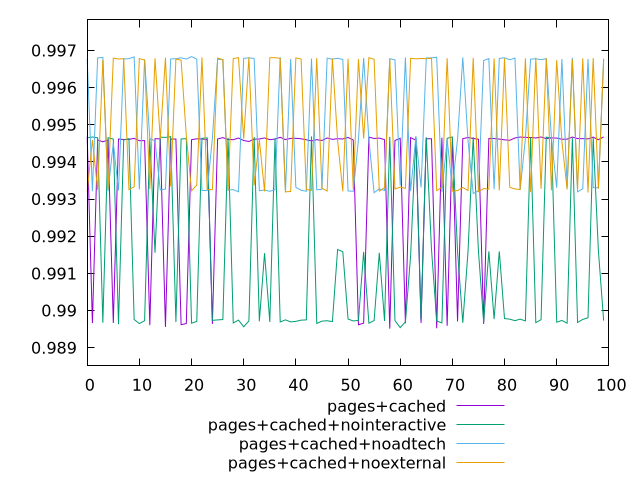 0.997
0.996
0.995
0.994
0.993
0.992
0.991
0.99
0.989
0 10 20 30 40 50 60 70 80 90 100
pages+cached
pages+cached+nointeractive
pages+cached+noadtech
pages+cached+noexternal